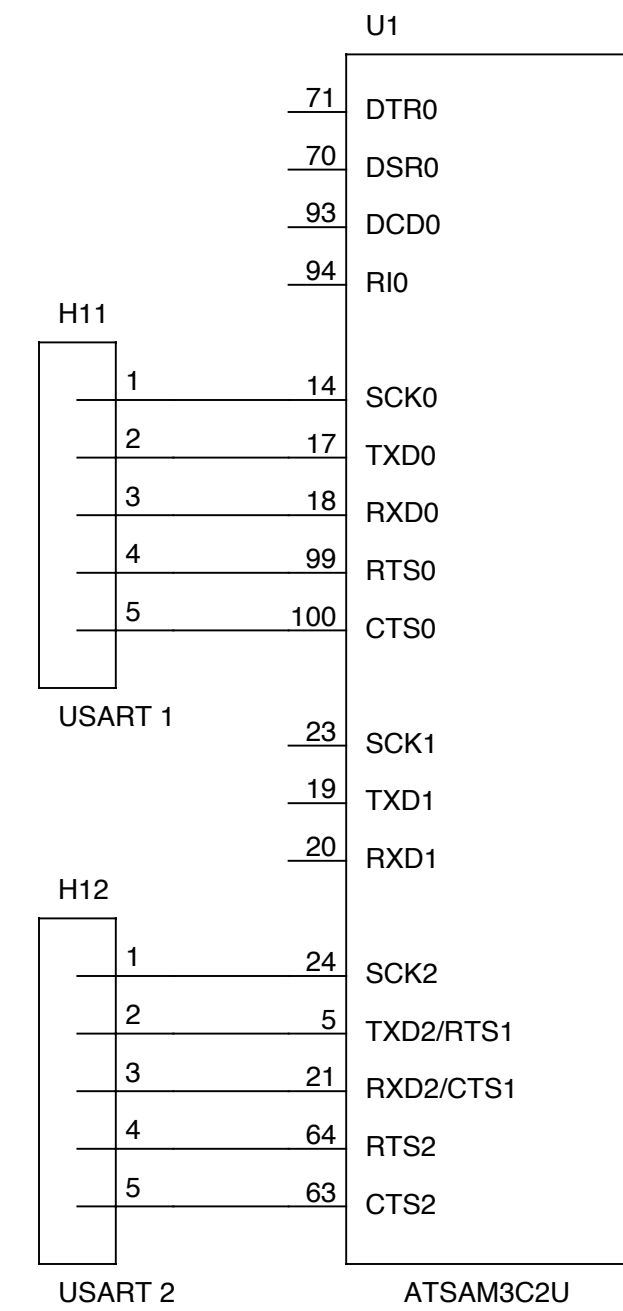 U1
71 DTR0
70 DSR0
93 DCD0
94 RI0
H11
1 14 SCK0
2 17 TXD0
3 18 RXD0
4 99 RTS0
5 100 CTS0
USART 1
23 SCK1
19 TXD1
20 RXD1
H12
1 24 SCK2
2 5 TXD2/RTS1
3 21 RXD2/CTS1
4 64 RTS2
5 63 CTS2
USART 2 ATSAM3C2U